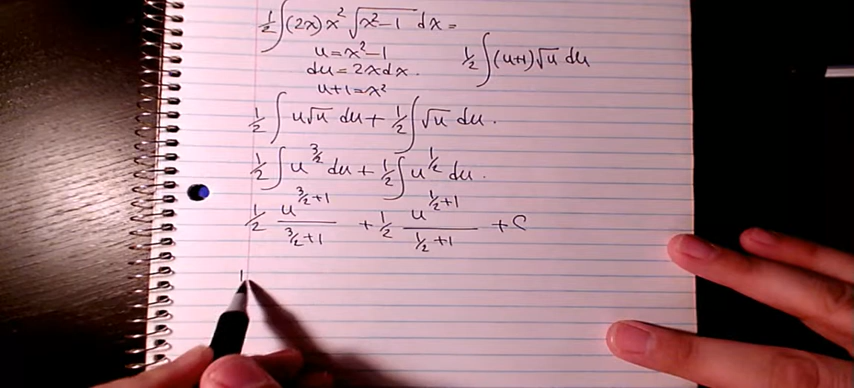 ½∫(2x)x²√(x²-1) dx =
u=x²-1
du=2xdx.
u+1=x²
½∫(u+1)√u du
½∫u√u du+½∫√u du.
½∫u^(3/2) du+½∫u^(1/2) du.
½ u^(3/2+1)/(3/2+1) +½ u^(1/2+1)/(1/2+1) +C
1